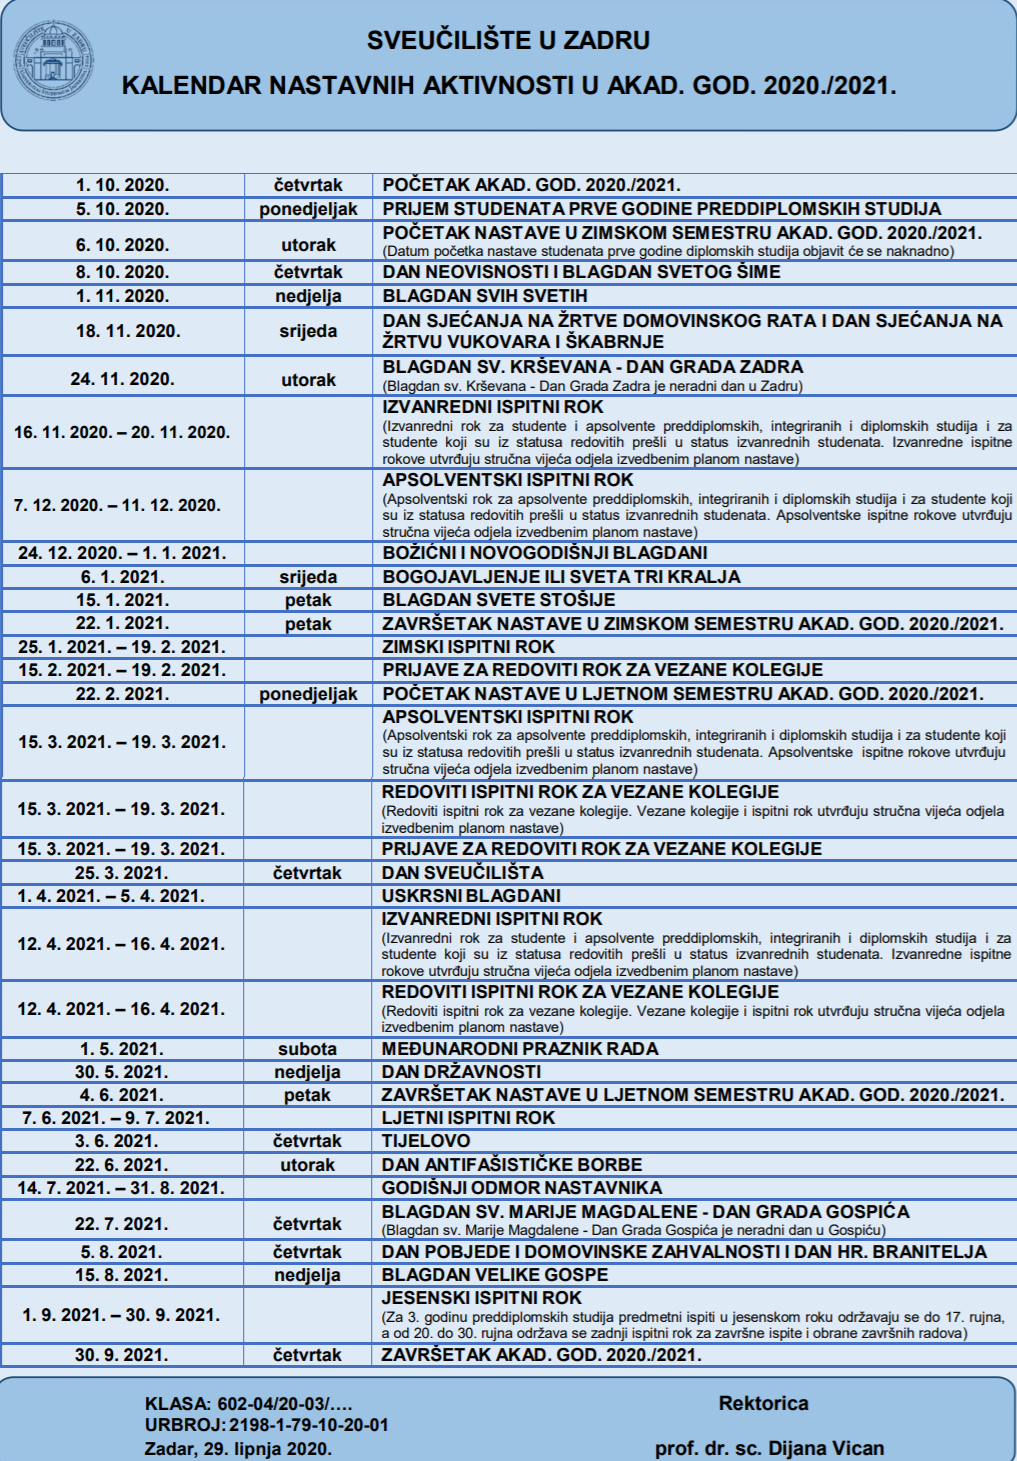 SVEUČILIŠTE U ZADRU
KALENDAR NASTAVNIH AKTIVNOSTI U AKAD. GOD. 2020./2021.
1. 10. 2020. četvrtak POČETAK AKAD. GOD. 2020./2021.
5. 10. 2020. ponedjeljak PRIJEM STUDENATA PRVE GODINE PREDDIPLOMSKIH STUDIJA
6. 10. 2020. utorak POČETAK NASTAVE U ZIMSKOM SEMESTRU AKAD. GOD. 2020./2021.
(Datum početka nastave studenata prve godine diplomskih studija objavit će se naknadno)
8. 10. 2020. četvrtak DAN NEOVISNOSTI I BLAGDAN SVETOG ŠIME
1. 11. 2020. nedjelja BLAGDAN SVIH SVETIH
18. 11. 2020. srijeda DAN SJEĆANJA NA ŽRTVE DOMOVINSKOG RATA I DAN SJEĆANJA NA
ŽRTVU VUKOVARA I ŠKABRNJE
24. 11. 2020. utorak BLAGDAN SV. KRŠEVANA - DAN GRADA ZADRA
(Blagdan sv. Krševana - Dan Grada Zadra je neradni dan u Zadru)
16. 11. 2020. – 20. 11. 2020. IZVANREDNI ISPITNI ROK
(Izvanredni rok za studente i apsolvente preddiplomskih, integriranih i diplomskih studija i za
studente koji su iz statusa redovitih prešli u status izvanrednih studenata. Izvanredne ispitne
rokove utvrđuju stručna vijeća odjela izvedbenim planom nastave)
7. 12. 2020. – 11. 12. 2020. APSOLVENTSKI ISPITNI ROK
(Apsolventski rok za apsolvente preddiplomskih, integriranih i diplomskih studija i za studente koji
su iz statusa redovitih prešli u status izvanrednih studenata. Apsolventske ispitne rokove utvrđuju
stručna vijeća odjela izvedbenim planom nastave)
24. 12. 2020. – 1. 1. 2021. BOŽIĆNI I NOVOGODIŠNJI BLAGDANI
6. 1. 2021. srijeda BOGOJAVLJENJE ILI SVETA TRI KRALJA
15. 1. 2021. petak BLAGDAN SVETE STOŠIJE
22. 1. 2021. petak ZAVRŠETAK NASTAVE U ZIMSKOM SEMESTRU AKAD. GOD. 2020./2021.
25. 1. 2021. – 19. 2. 2021. ZIMSKI ISPITNI ROK
15. 2. 2021. – 19. 2. 2021. PRIJAVE ZA REDOVITI ROK ZA VEZANE KOLEGIJE
22. 2. 2021. ponedjeljak POČETAK NASTAVE U LJETNOM SEMESTRU AKAD. GOD. 2020./2021.
15. 3. 2021. – 19. 3. 2021. APSOLVENTSKI ISPITNI ROK
(Apsolventski rok za apsolvente preddiplomskih, integriranih i diplomskih studija i za studente koji
su iz statusa redovitih prešli u status izvanrednih studenata. Apsolventske ispitne rokove utvrđuju
stručna vijeća odjela izvedbenim planom nastave)
15. 3. 2021. – 19. 3. 2021. REDOVITI ISPITNI ROK ZA VEZANE KOLEGIJE
(Redoviti ispitni rok za vezane kolegije. Vezane kolegije i ispitni rok utvrđuju stručna vijeća odjela
izvedbenim planom nastave)
15. 3. 2021. – 19. 3. 2021. PRIJAVE ZA REDOVITI ROK ZA VEZANE KOLEGIJE
25. 3. 2021. četvrtak DAN SVEUČILIŠTA
1. 4. 2021. – 5. 4. 2021. USKRSNI BLAGDANI
12. 4. 2021. – 16. 4. 2021. IZVANREDNI ISPITNI ROK
(Izvanredni rok za studente i apsolvente preddiplomskih, integriranih i diplomskih studija i za
studente koji su iz statusa redovitih prešli u status izvanrednih studenata. Izvanredne ispitne
rokove utvrđuju stručna vijeća odjela izvedbenim planom nastave)
12. 4. 2021. – 16. 4. 2021. REDOVITI ISPITNI ROK ZA VEZANE KOLEGIJE
(Redoviti ispitni rok za vezane kolegije. Vezane kolegije i ispitni rok utvrđuju stručna vijeća odjela
izvedbenim planom nastave)
1. 5. 2021. subota MEĐUNARODNI PRAZNIK RADA
30. 5. 2021. nedjelja DAN DRŽAVNOSTI
4. 6. 2021. petak ZAVRŠETAK NASTAVE U LJETNOM SEMESTRU AKAD. GOD. 2020./2021.
7. 6. 2021. – 9. 7. 2021. LJETNI ISPITNI ROK
3. 6. 2021. četvrtak TIJELOVO
22. 6. 2021. utorak DAN ANTIFAŠISTIČKE BORBE
14. 7. 2021. – 31. 8. 2021. GODIŠNJI ODMOR NASTAVNIKA
22. 7. 2021. četvrtak BLAGDAN SV. MARIJE MAGDALENE - DAN GRADA GOSPIĆA
(Blagdan sv. Marije Magdalene - Dan Grada Gospića je neradni dan u Gospiću)
5. 8. 2021. četvrtak DAN POBJEDE I DOMOVINSKE ZAHVALNOSTI I DAN HR. BRANITELJA
15. 8. 2021. nedjelja BLAGDAN VELIKE GOSPE
1. 9. 2021. – 30. 9. 2021. JESENSKI ISPITNI ROK
(Za 3. godinu preddiplomskih studija predmetni ispiti u jesenskom roku održavaju se do 17. rujna,
a od 20. do 30. rujna održava se zadnji ispitni rok za završne ispite i obrane završnih radova)
30. 9. 2021. četvrtak ZAVRŠETAK AKAD. GOD. 2020./2021.
KLASA: 602-04/20-03/.... Rektorica
URBROJ: 2198-1-79-10-20-01
Zadar, 29. lipnja 2020. prof. dr. sc. Dijana Vican